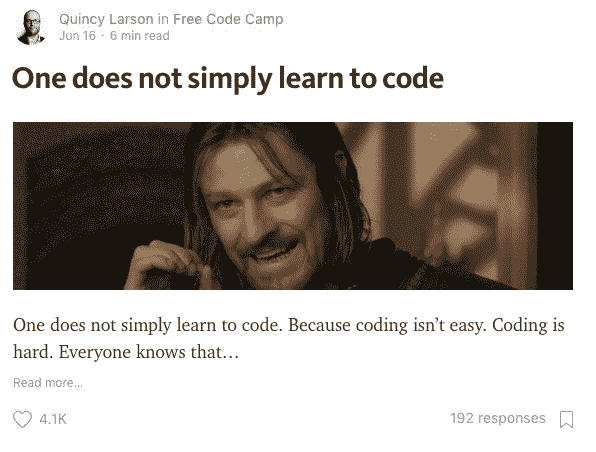 Quincy Larson in Free Code Camp
Jun 16 · 6 min read
One does not simply learn to code
One does not simply learn to code. Because coding isn’t easy. Coding is
hard. Everyone knows that…
Read more...
4.1K
192 responses